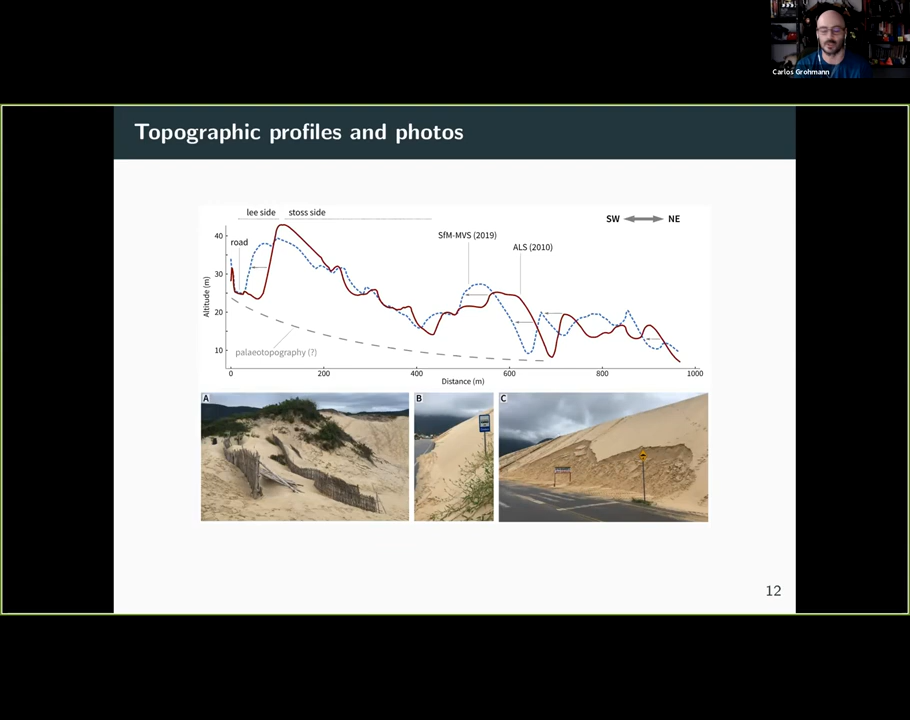 Carlos Grohmann
Topographic profiles and photos
lee side stoss side
SW NE
road
SfM-MVS (2019)
ALS (2010)
palaeotopography (?)
Altitude (m)
40
30
20
10
0 200 400 600 800 1000
Distance (m)
A
B
C
12